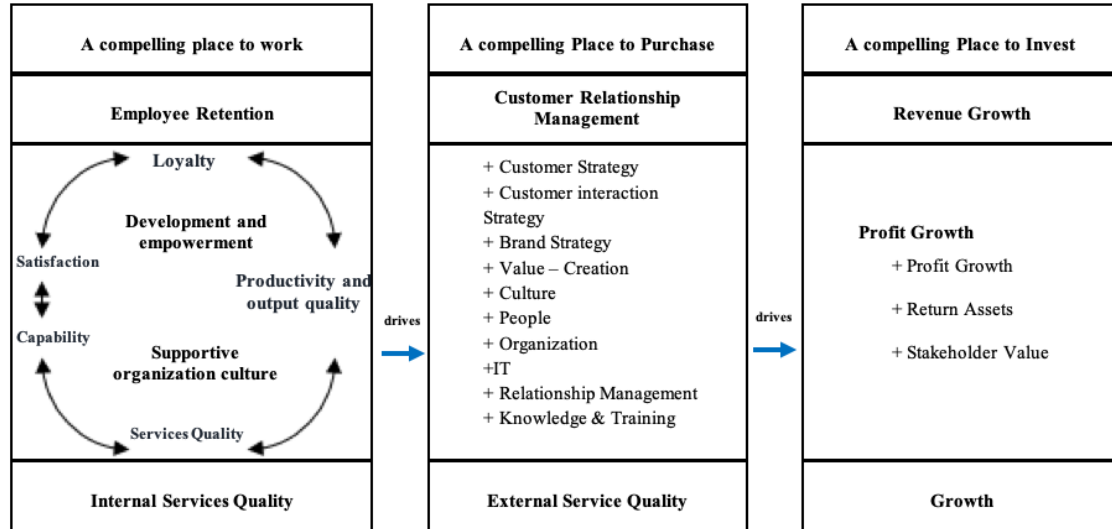 A compelling place to work
Employee Retention
Loyalty
Development and
empowerment
Satisfaction
Productivity and
output quality
Capability
Supportive
organization culture
Services Quality
Internal Services Quality
drives
A compelling Place to Purchase
Customer Relationship
Management
+ Customer Strategy
+ Customer interaction
Strategy
+ Brand Strategy
+ Value – Creation
+ Culture
+ People
+ Organization
+IT
+ Relationship Management
+ Knowledge & Training
External Service Quality
drives
A compelling Place to Invest
Revenue Growth
Profit Growth
+ Profit Growth
+ Return Assets
+ Stakeholder Value
Growth